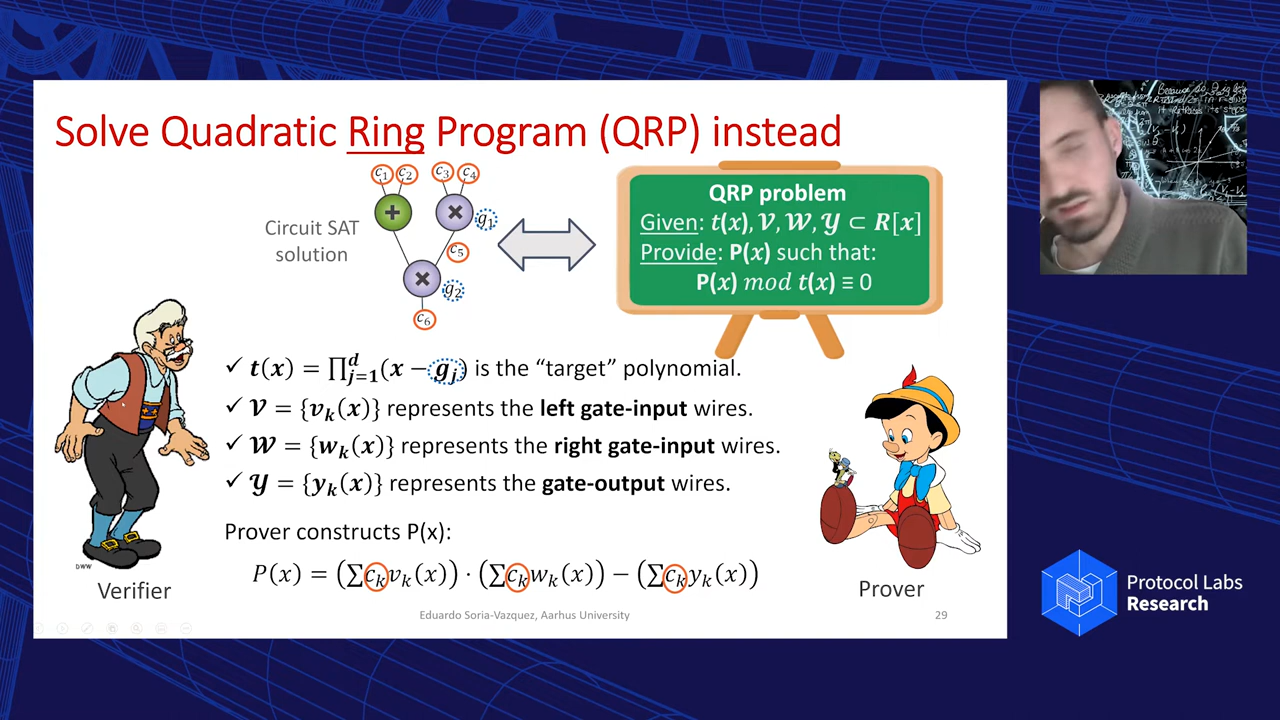 Solve Quadratic Ring Program (QRP) instead
c₁ c₂ c₃ c₄
+ × g₁
Circuit SAT
solution
c₅
× g₂
c₆
QRP problem
Given: t(x), 𝒱, 𝒲, 𝒴 ⊂ R[x]
Provide: P(x) such that:
P(x) mod t(x) ≡ 0
✓ t(x) = ∏ⱼ₌₁ᵈ(x − gⱼ) is the “target” polynomial.
✓ 𝒱 = {vₖ(x)} represents the left gate-input wires.
✓ 𝒲 = {wₖ(x)} represents the right gate-input wires.
✓ 𝒴 = {yₖ(x)} represents the gate-output wires.
Prover constructs P(x):
P(x) = (∑cₖvₖ(x)) · (∑cₖwₖ(x)) − (∑cₖyₖ(x))
DWW
Verifier
Prover
Eduardo Soria-Vazquez, Aarhus University
29
Protocol Labs
Research